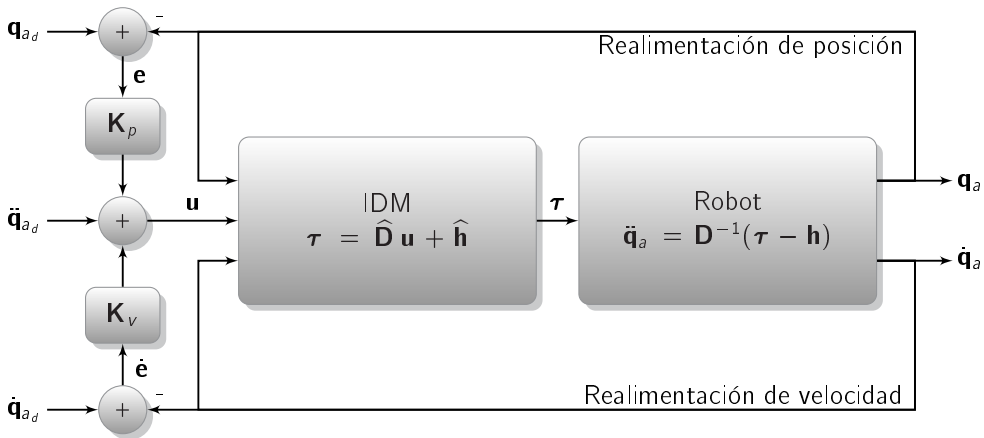 q_{a_d}
+
-
Realimentación de posición
e
K_p
q̈_{a_d}
+
u
IDM
τ = D̂ u + ĥ
τ
Robot
q̈_a = D^{-1}(τ − h)
q_a
q̇_a
K_v
ė
q̇_{a_d}
+
-
Realimentación de velocidad